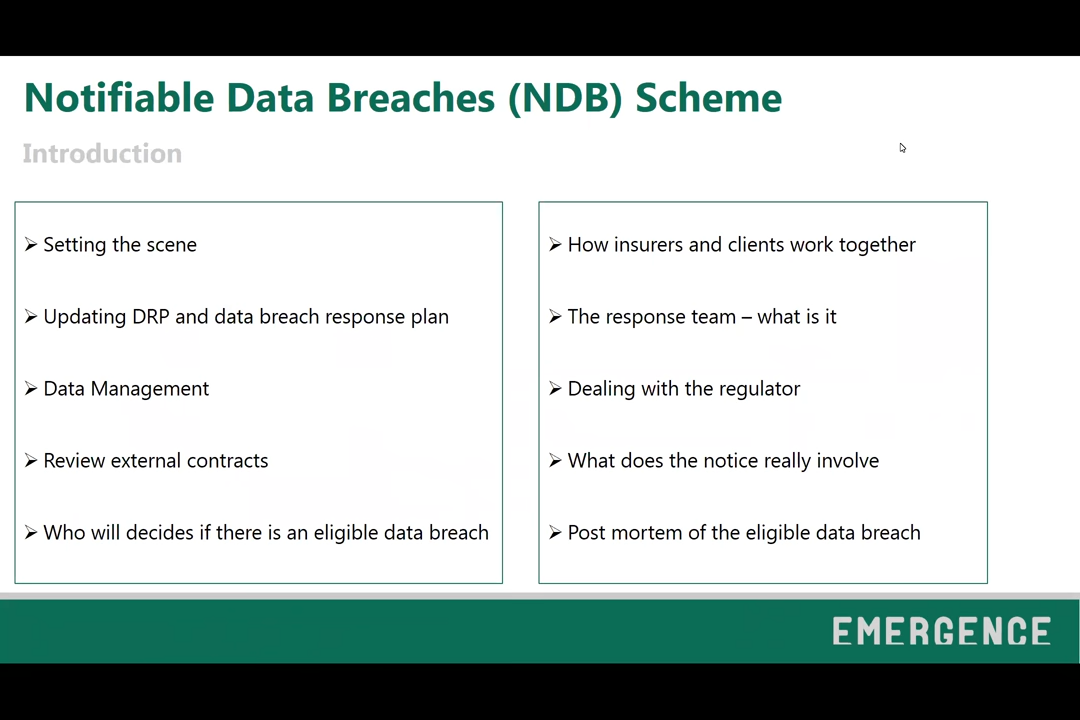 Notifiable Data Breaches (NDB) Scheme
Introduction
➢ Setting the scene
➢ Updating DRP and data breach response plan
➢ Data Management
➢ Review external contracts
➢ Who will decides if there is an eligible data breach
➢ How insurers and clients work together
➢ The response team – what is it
➢ Dealing with the regulator
➢ What does the notice really involve
➢ Post mortem of the eligible data breach
EMERGENCE